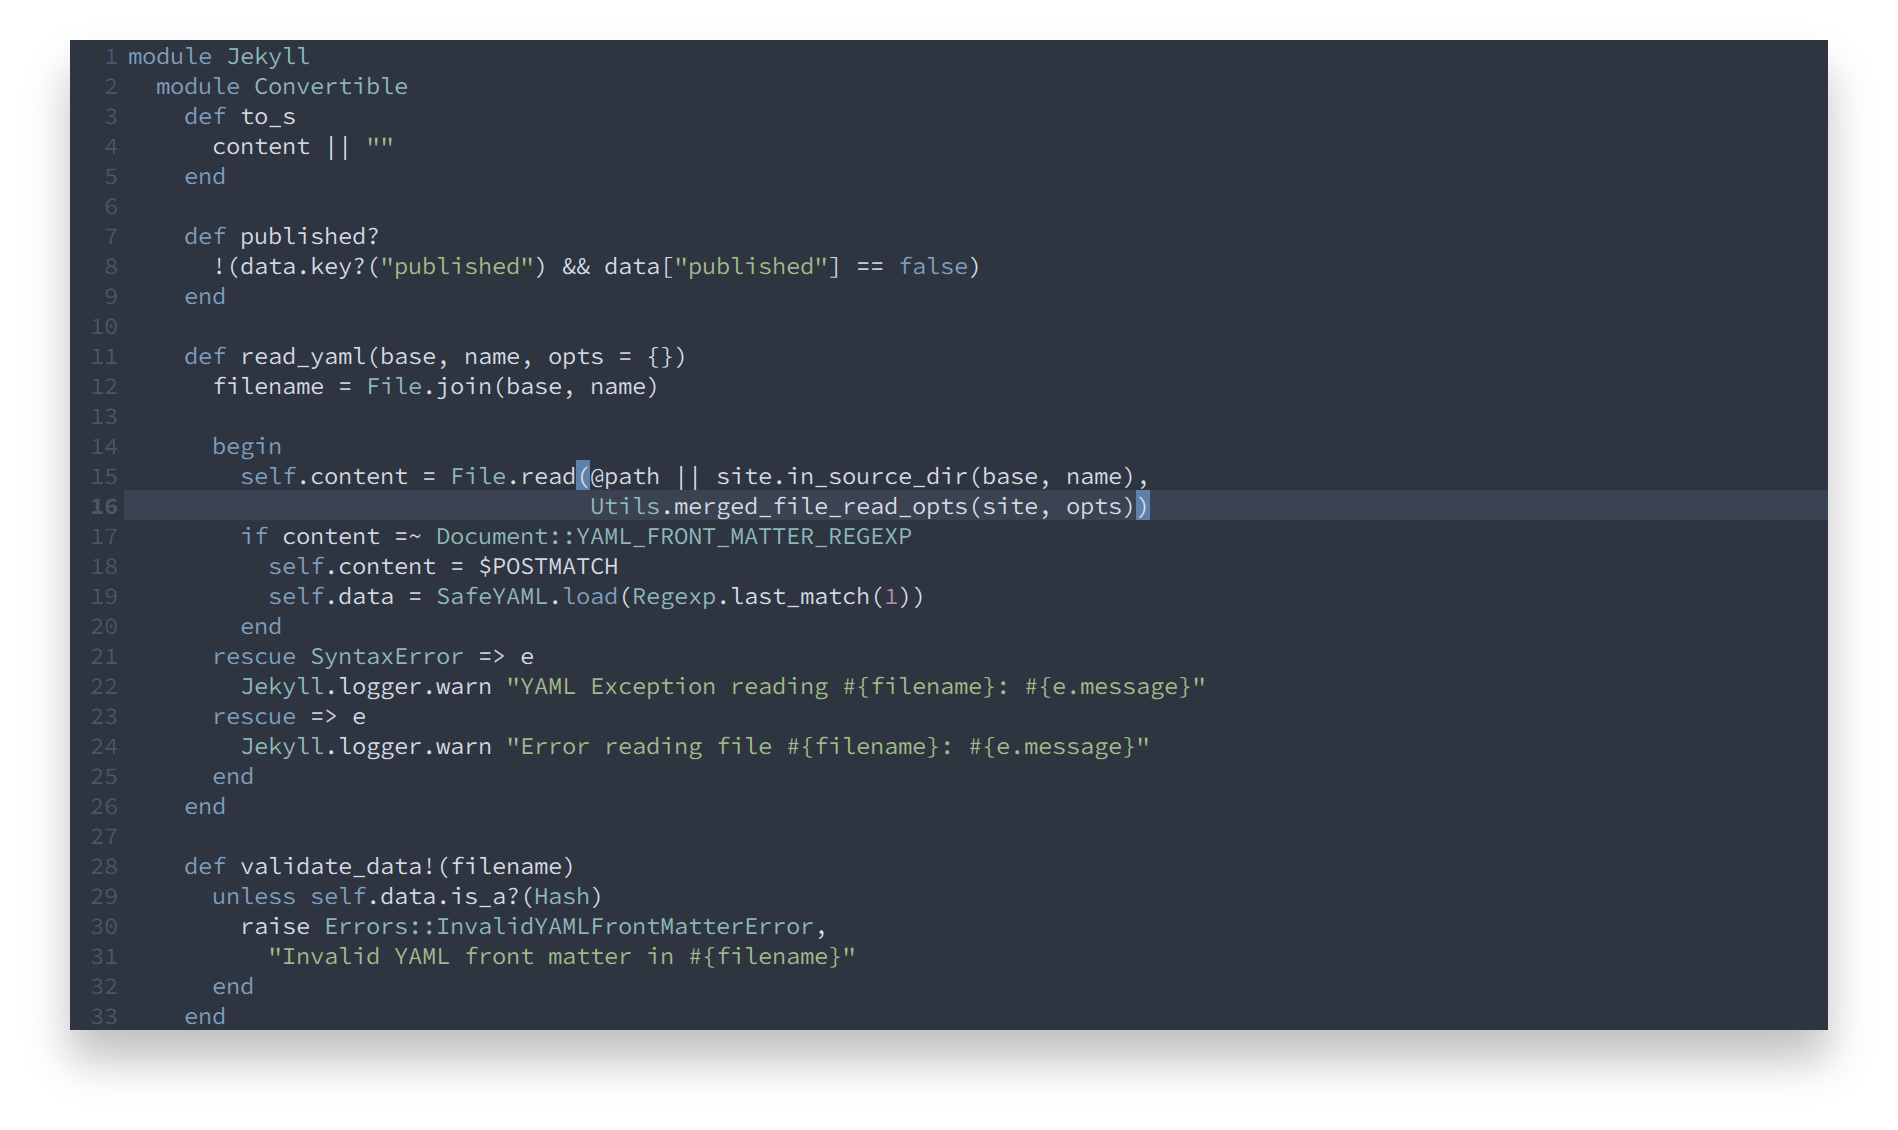 1 module Jekyll
2   module Convertible
3     def to_s
4       content || ""
5     end
6
7     def published?
8       !(data.key?("published") && data["published"] == false)
9     end
10
11     def read_yaml(base, name, opts = {})
12       filename = File.join(base, name)
13
14       begin
15         self.content = File.read(@path || site.in_source_dir(base, name),
16                                  Utils.merged_file_read_opts(site, opts))
17         if content =~ Document::YAML_FRONT_MATTER_REGEXP
18           self.content = $POSTMATCH
19           self.data = SafeYAML.load(Regexp.last_match(1))
20         end
21       rescue SyntaxError => e
22         Jekyll.logger.warn "YAML Exception reading #{filename}: #{e.message}"
23       rescue => e
24         Jekyll.logger.warn "Error reading file #{filename}: #{e.message}"
25       end
26     end
27
28     def validate_data!(filename)
29       unless self.data.is_a?(Hash)
30         raise Errors::InvalidYAMLFrontMatterError,
31           "Invalid YAML front matter in #{filename}"
32       end
33     end